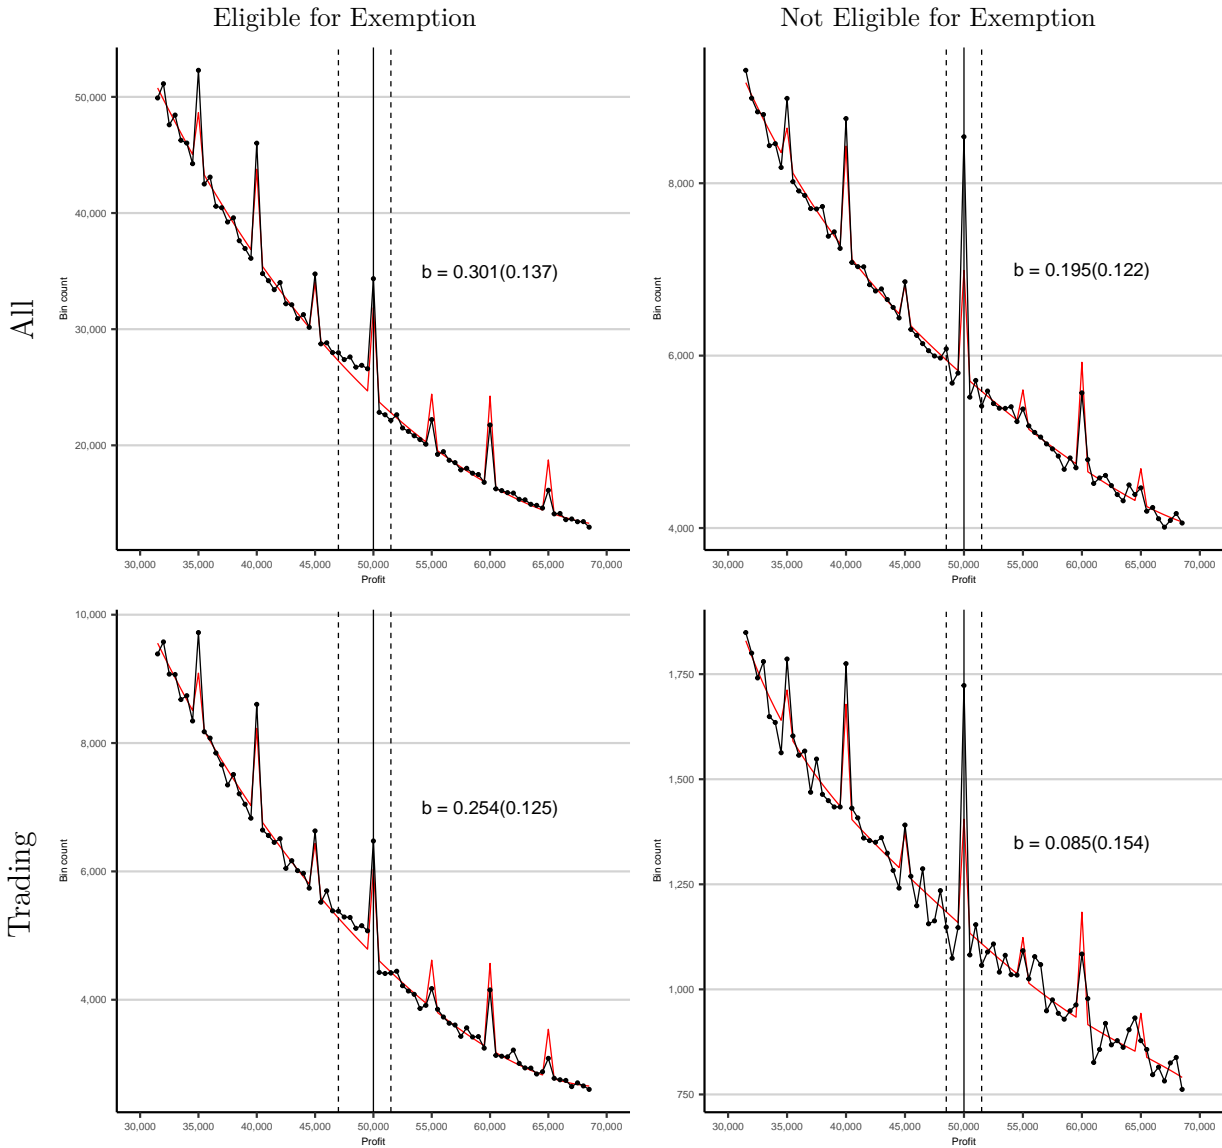 Eligible for Exemption
Not Eligible for Exemption
All
Bin count
50,000
40,000
30,000
20,000
b = 0.301(0.137)
30,000 35,000 40,000 45,000 50,000 55,000 60,000 65,000 70,000
Profit
Bin count
8,000
6,000
4,000
b = 0.195(0.122)
30,000 35,000 40,000 45,000 50,000 55,000 60,000 65,000 70,000
Profit
Trading
Bin count
10,000
8,000
6,000
4,000
b = 0.254(0.125)
30,000 35,000 40,000 45,000 50,000 55,000 60,000 65,000 70,000
Profit
Bin count
1,750
1,500
1,250
1,000
750
b = 0.085(0.154)
30,000 35,000 40,000 45,000 50,000 55,000 60,000 65,000 70,000
Profit